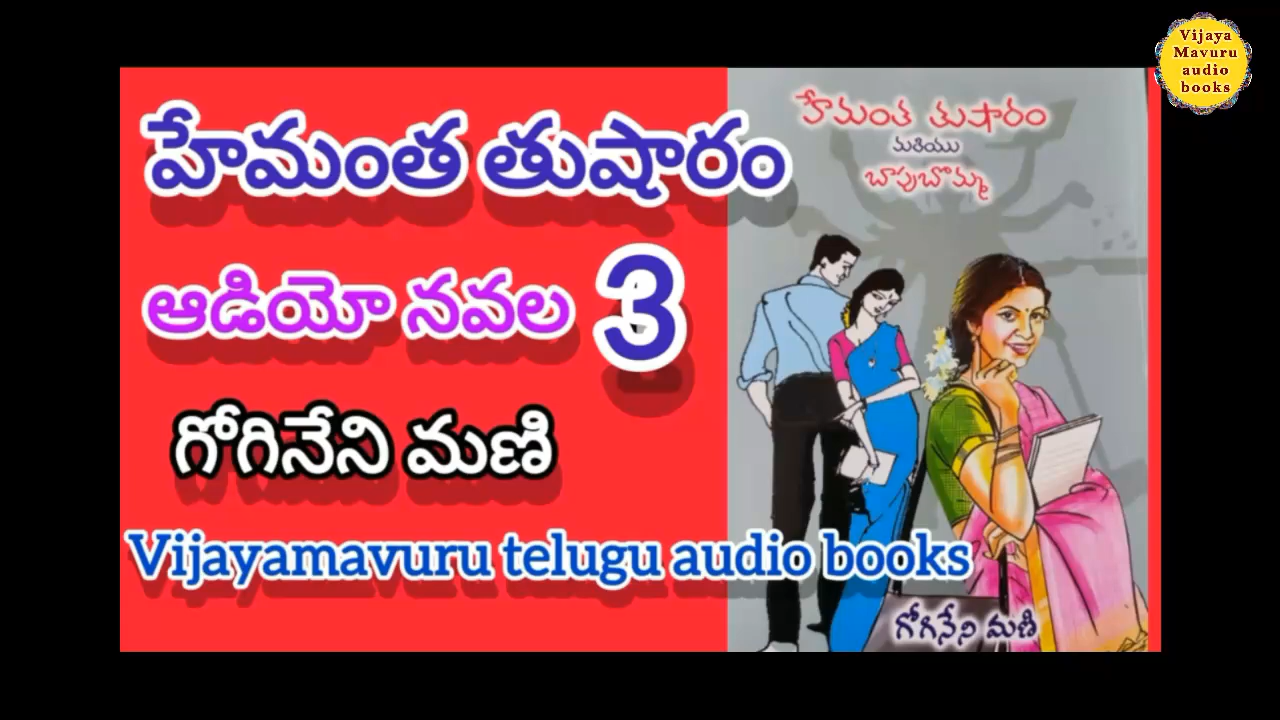 హేమంత తుషారం
ఆడియో నవల 3
గోగినేని మణి
Vijayamavuru telugu audio books
హేమంత తుషారం
మరియు
బాపుబొమ్మ
గోగినేని మణి
Vijaya
Mavuru
audio
books